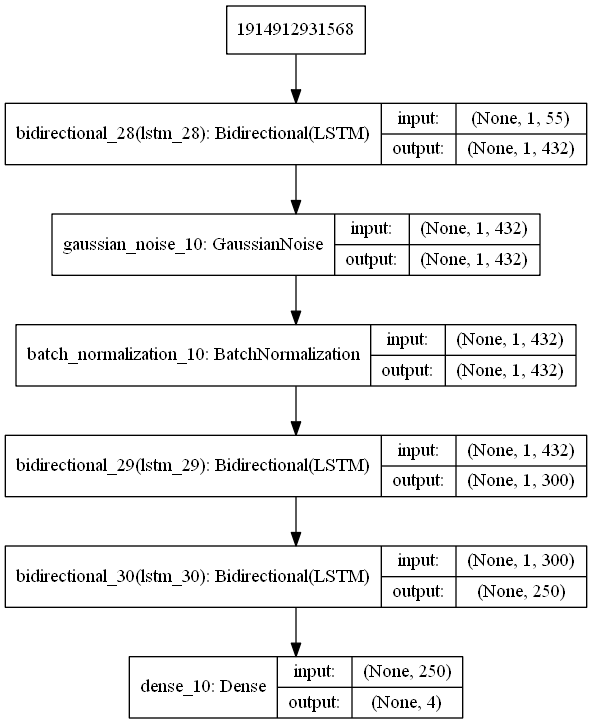 1914912931568
bidirectional_28(lstm_28): Bidirectional(LSTM)
input: (None, 1, 55)
output: (None, 1, 432)
gaussian_noise_10: GaussianNoise
input: (None, 1, 432)
output: (None, 1, 432)
batch_normalization_10: BatchNormalization
input: (None, 1, 432)
output: (None, 1, 432)
bidirectional_29(lstm_29): Bidirectional(LSTM)
input: (None, 1, 432)
output: (None, 1, 300)
bidirectional_30(lstm_30): Bidirectional(LSTM)
input: (None, 1, 300)
output: (None, 250)
dense_10: Dense
input: (None, 250)
output: (None, 4)